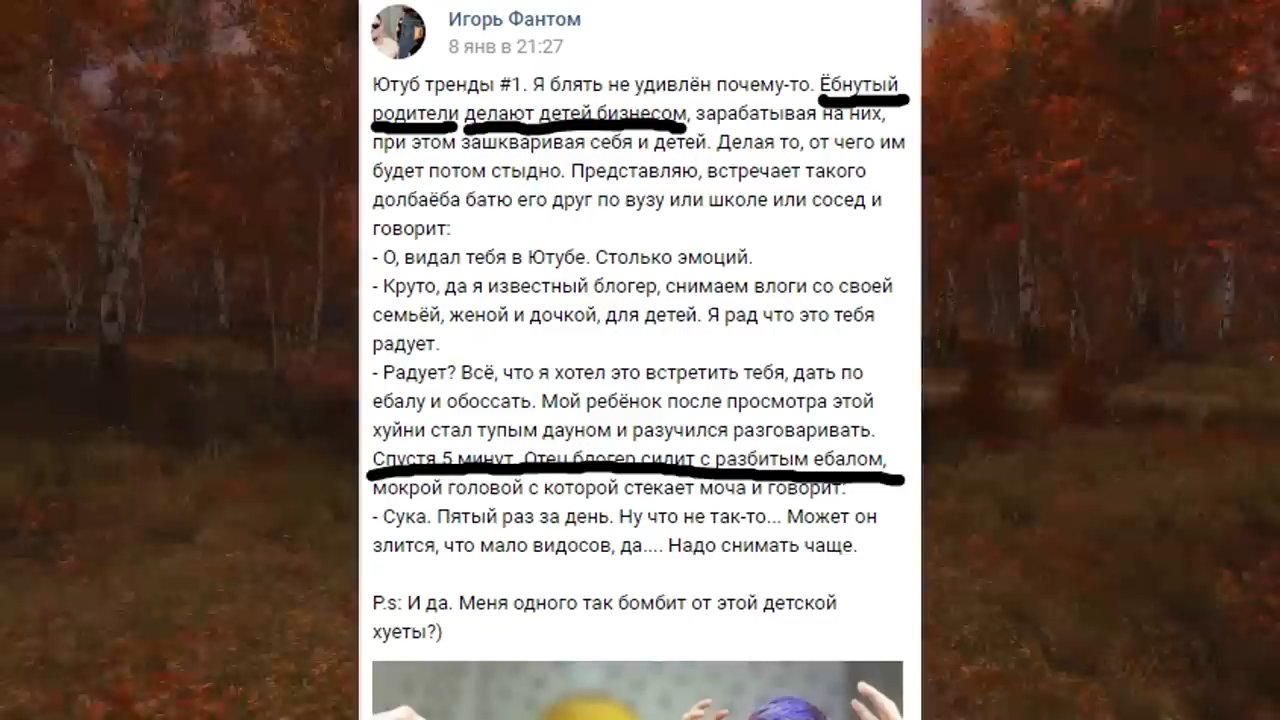 Игорь Фантом
8 янв в 21:27
Ютуб тренды #1. Я блять не удивлён почему-то. Ёбнутый
родители делают детей бизнесом, зарабатывая на них,
при этом зашкваривая себя и детей. Делая то, от чего им
будет потом стыдно. Представляю, встречает такого
долбаёба батю его друг по вузу или школе или сосед и
говорит:
- О, видал тебя в Ютубе. Столько эмоций.
- Круто, да я известный блогер, снимаем влоги со своей
семьёй, женой и дочкой, для детей. Я рад что это тебя
радует.
- Радует? Всё, что я хотел это встретить тебя, дать по
ебалу и обоссать. Мой ребёнок после просмотра этой
хуйни стал тупым дауном и разучился разговаривать.
Спустя 5 минут. Отец блогер сидит с разбитым ебалом,
мокрой головой с которой стекает моча и говорит:
- Сука. Пятый раз за день. Ну что не так-то... Может он
злится, что мало видосов, да.... Надо снимать чаще.
P.s: И да. Меня одного так бомбит от этой детской
хуеты?)